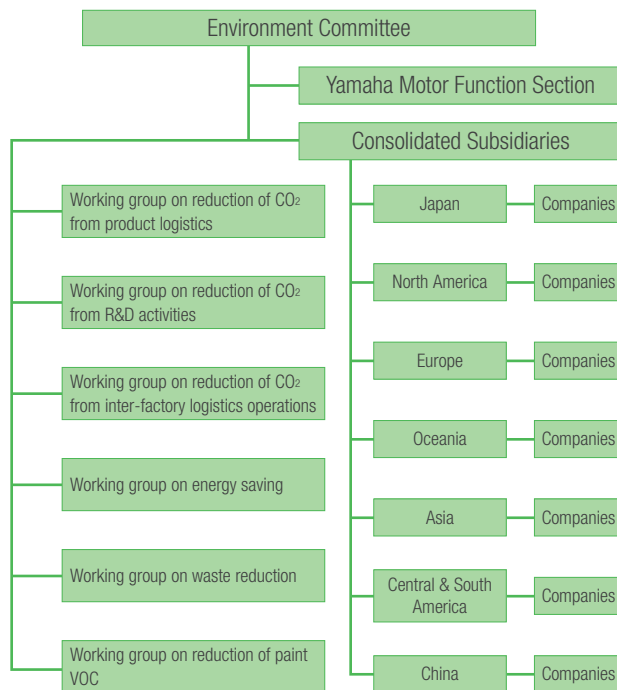 Environment Committee
Yamaha Motor Function Section
Consolidated Subsidiaries
Working group on reduction of CO2
from product logistics
Working group on reduction of CO2
from R&D activities
Working group on reduction of CO2
from inter-factory logistics operations
Working group on energy saving
Working group on waste reduction
Working group on reduction of paint
VOC
Japan
Companies
North America
Companies
Europe
Companies
Oceania
Companies
Asia
Companies
Central & South
America
Companies
China
Companies